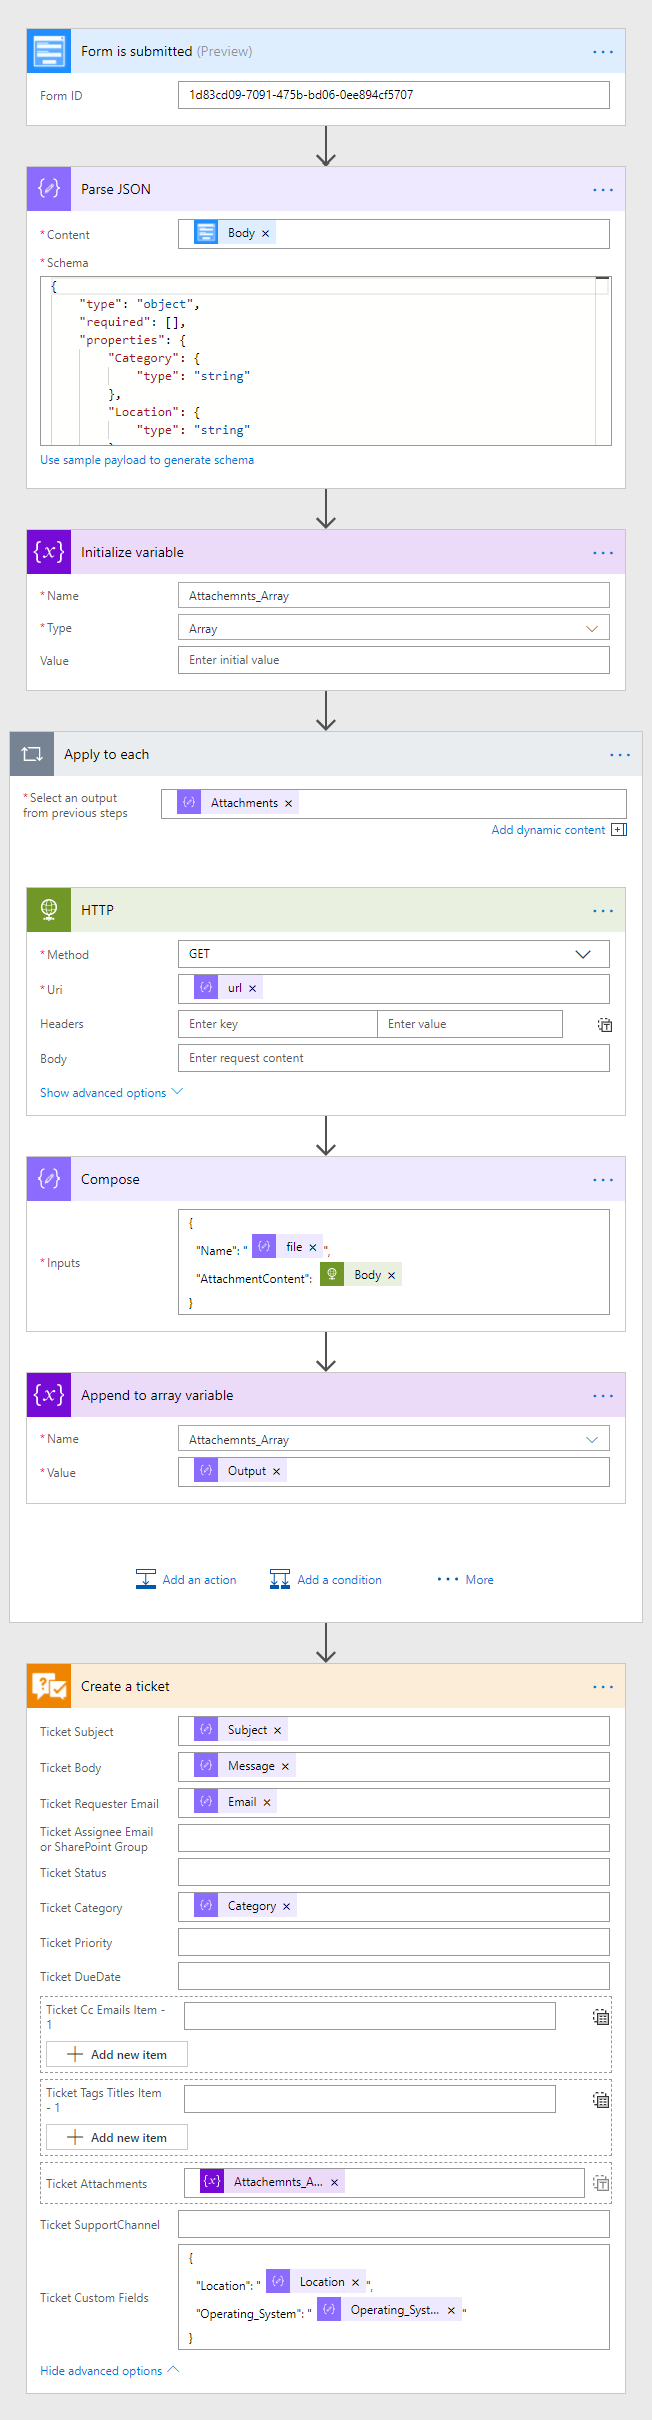 Form is submitted (Preview)
Form ID
1d83cd09-7091-475b-bd06-0ee894cf5707
Parse JSON
* Content
Body ×
* Schema
{
"type": "object",
"required": [],
"properties": {
"Category": {
"type": "string"
},
"Location": {
"type": "string"
Use sample payload to generate schema
{x} Initialize variable
* Name
Attachemnts_Array
* Type
Array
Value
Enter initial value
Apply to each
* Select an output
from previous steps
Attachments ×
Add dynamic content
HTTP
* Method
GET
* Uri
url ×
Headers
Enter key
Enter value
Body
Enter request content
Show advanced options
Compose
* Inputs
{
"Name": " file × ",
"AttachmentContent": Body ×
}
{x} Append to array variable
* Name
Attachemnts_Array
* Value
Output ×
Add an action
Add a condition
More
Create a ticket
Ticket Subject
Subject ×
Ticket Body
Message ×
Ticket Requester Email
Email ×
Ticket Assignee Email
or SharePoint Group
Ticket Status
Ticket Category
Category ×
Ticket Priority
Ticket DueDate
Ticket Cc Emails Item -
1
Add new item
Ticket Tags Titles Item
- 1
Add new item
Ticket Attachments
{x} Attachemnts_A... ×
Ticket SupportChannel
Ticket Custom Fields
{
"Location": " Location × ",
"Operating_System": " Operating_Syst... × "
}
Hide advanced options